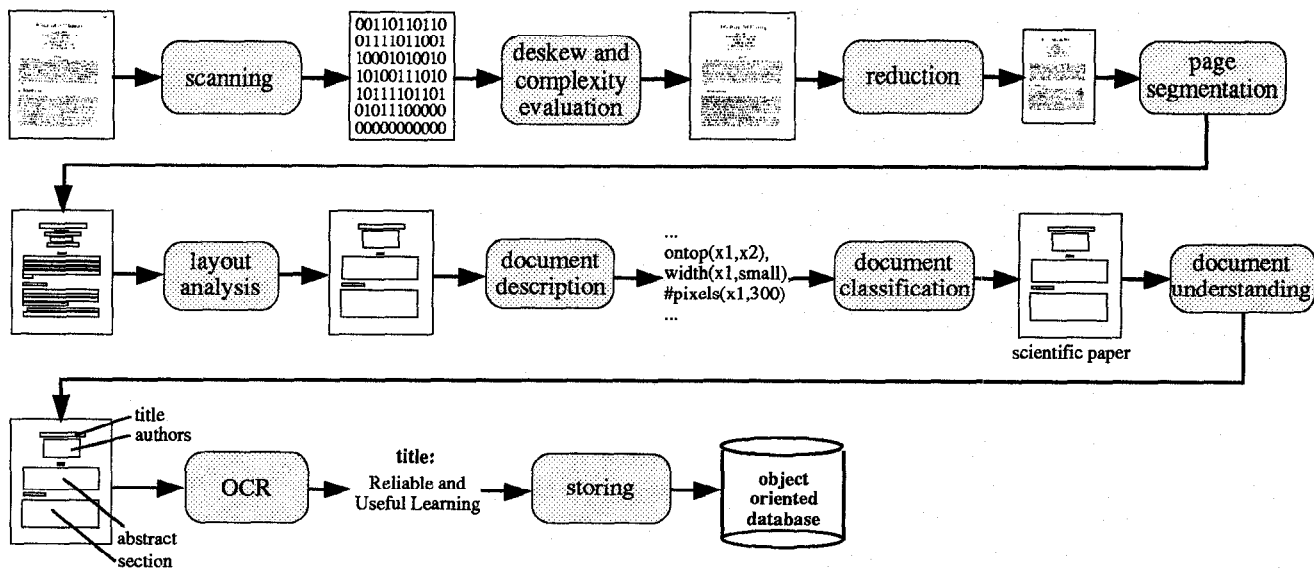 scanning
00110110110
01111011001
10001010010
10100111010
10111101101
01011100000
00000000000
deskew and
complexity
evaluation
reduction
page
segmentation
layout
analysis
document
description
...
ontop(x1,x2),
width(x1,small),
#pixels(x1,300)
...
document
classification
scientific paper
document
understanding
title
authors
abstract
section
OCR
title:
Reliable and
Useful Learning
storing
object
oriented
database